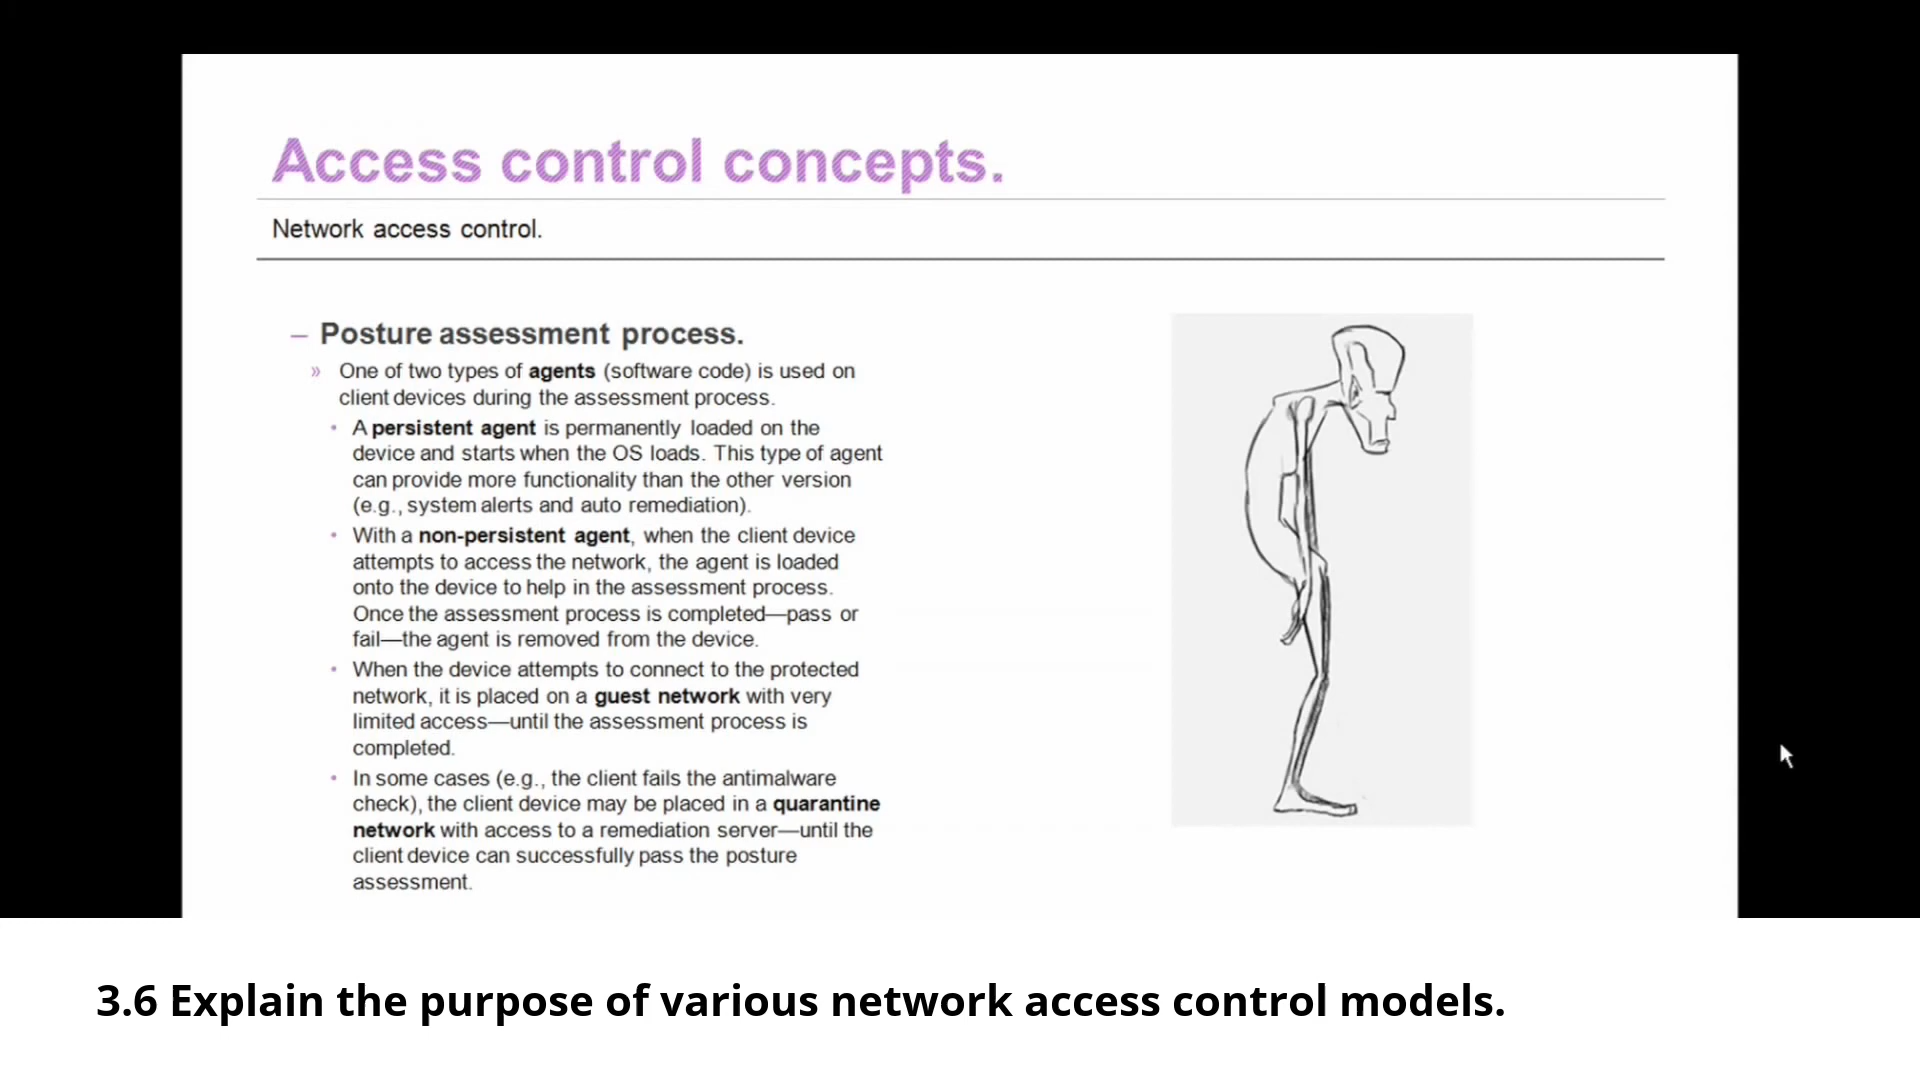 Access control concepts.
Network access control.
– Posture assessment process.
» One of two types of agents (software code) is used on
client devices during the assessment process.
• A persistent agent is permanently loaded on the
device and starts when the OS loads. This type of agent
can provide more functionality than the other version
(e.g., system alerts and auto remediation).
• With a non-persistent agent, when the client device
attempts to access the network, the agent is loaded
onto the device to help in the assessment process.
Once the assessment process is completed—pass or
fail—the agent is removed from the device.
• When the device attempts to connect to the protected
network, it is placed on a guest network with very
limited access—until the assessment process is
completed.
• In some cases (e.g., the client fails the antimalware
check), the client device may be placed in a quarantine
network with access to a remediation server—until the
client device can successfully pass the posture
assessment.
3.6 Explain the purpose of various network access control models.